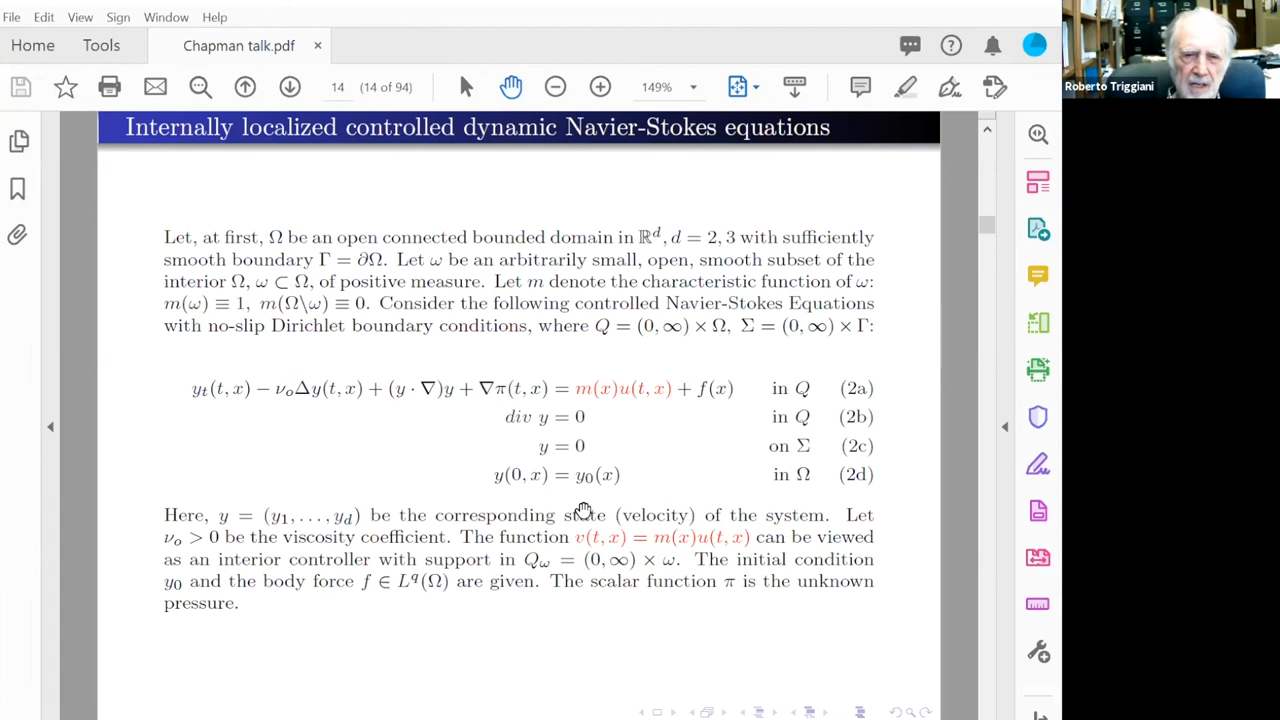 File Edit View Sign Window Help
Home Tools Chapman talk.pdf ×
14 (14 of 94) 149%
Roberto Triggiani
Internally localized controlled dynamic Navier-Stokes equations
Let, at first, Ω be an open connected bounded domain in ℝᵈ, d = 2, 3 with sufficiently
smooth boundary Γ = ∂Ω. Let ω be an arbitrarily small, open, smooth subset of the
interior Ω, ω ⊂ Ω, of positive measure. Let m denote the characteristic function of ω:
m(ω) ≡ 1, m(Ω\ω) ≡ 0. Consider the following controlled Navier-Stokes Equations
with no-slip Dirichlet boundary conditions, where Q = (0, ∞) × Ω, Σ = (0, ∞) × Γ:
yₜ(t, x) − νₒΔy(t, x) + (y · ∇)y + ∇π(t, x) = m(x)u(t, x) + f(x) in Q (2a)
div y = 0 in Q (2b)
y = 0 on Σ (2c)
y(0, x) = y₀(x) in Ω (2d)
Here, y = (y₁, . . . , y_d) be the corresponding state (velocity) of the system. Let
νₒ > 0 be the viscosity coefficient. The function v(t, x) = m(x)u(t, x) can be viewed
as an interior controller with support in Q_ω = (0, ∞) × ω. The initial condition
y₀ and the body force f ∈ L^q(Ω) are given. The scalar function π is the unknown
pressure.